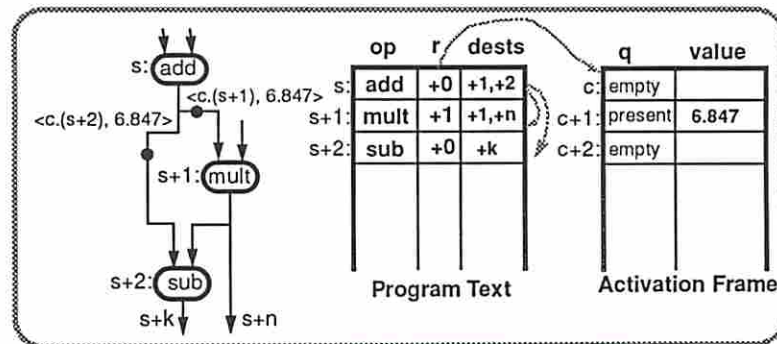 s: add
<c.(s+1), 6.847>
<c.(s+2), 6.847>
s+1: mult
s+2: sub
s+k s+n
op r dests
s: add +0 +1,+2
s+1: mult +1 +1,+n
s+2: sub +0 +k
Program Text
q value
c: empty
c+1: present 6.847
c+2: empty
Activation Frame